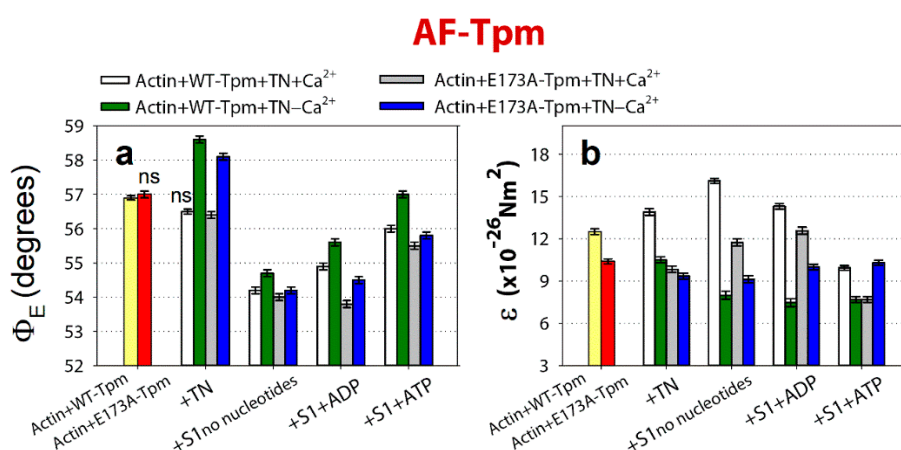 AF-Tpm
Actin+WT-Tpm+TN+Ca²⁺
Actin+E173A-Tpm+TN+Ca²⁺
Actin+WT-Tpm+TN–Ca²⁺
Actin+E173A-Tpm+TN–Ca²⁺
a
Φ_E (degrees)
59
58
57
56
55
54
53
52
ns
ns
Actin+WT-Tpm
Actin+E173A-Tpm
+TN
+S1no nucleotides
+S1+ADP
+S1+ATP
b
ε (x10⁻²⁶Nm²)
18
15
12
9
6
3
Actin+WT-Tpm
Actin+E173A-Tpm
+TN
+S1no nucleotides
+S1+ADP
+S1+ATP